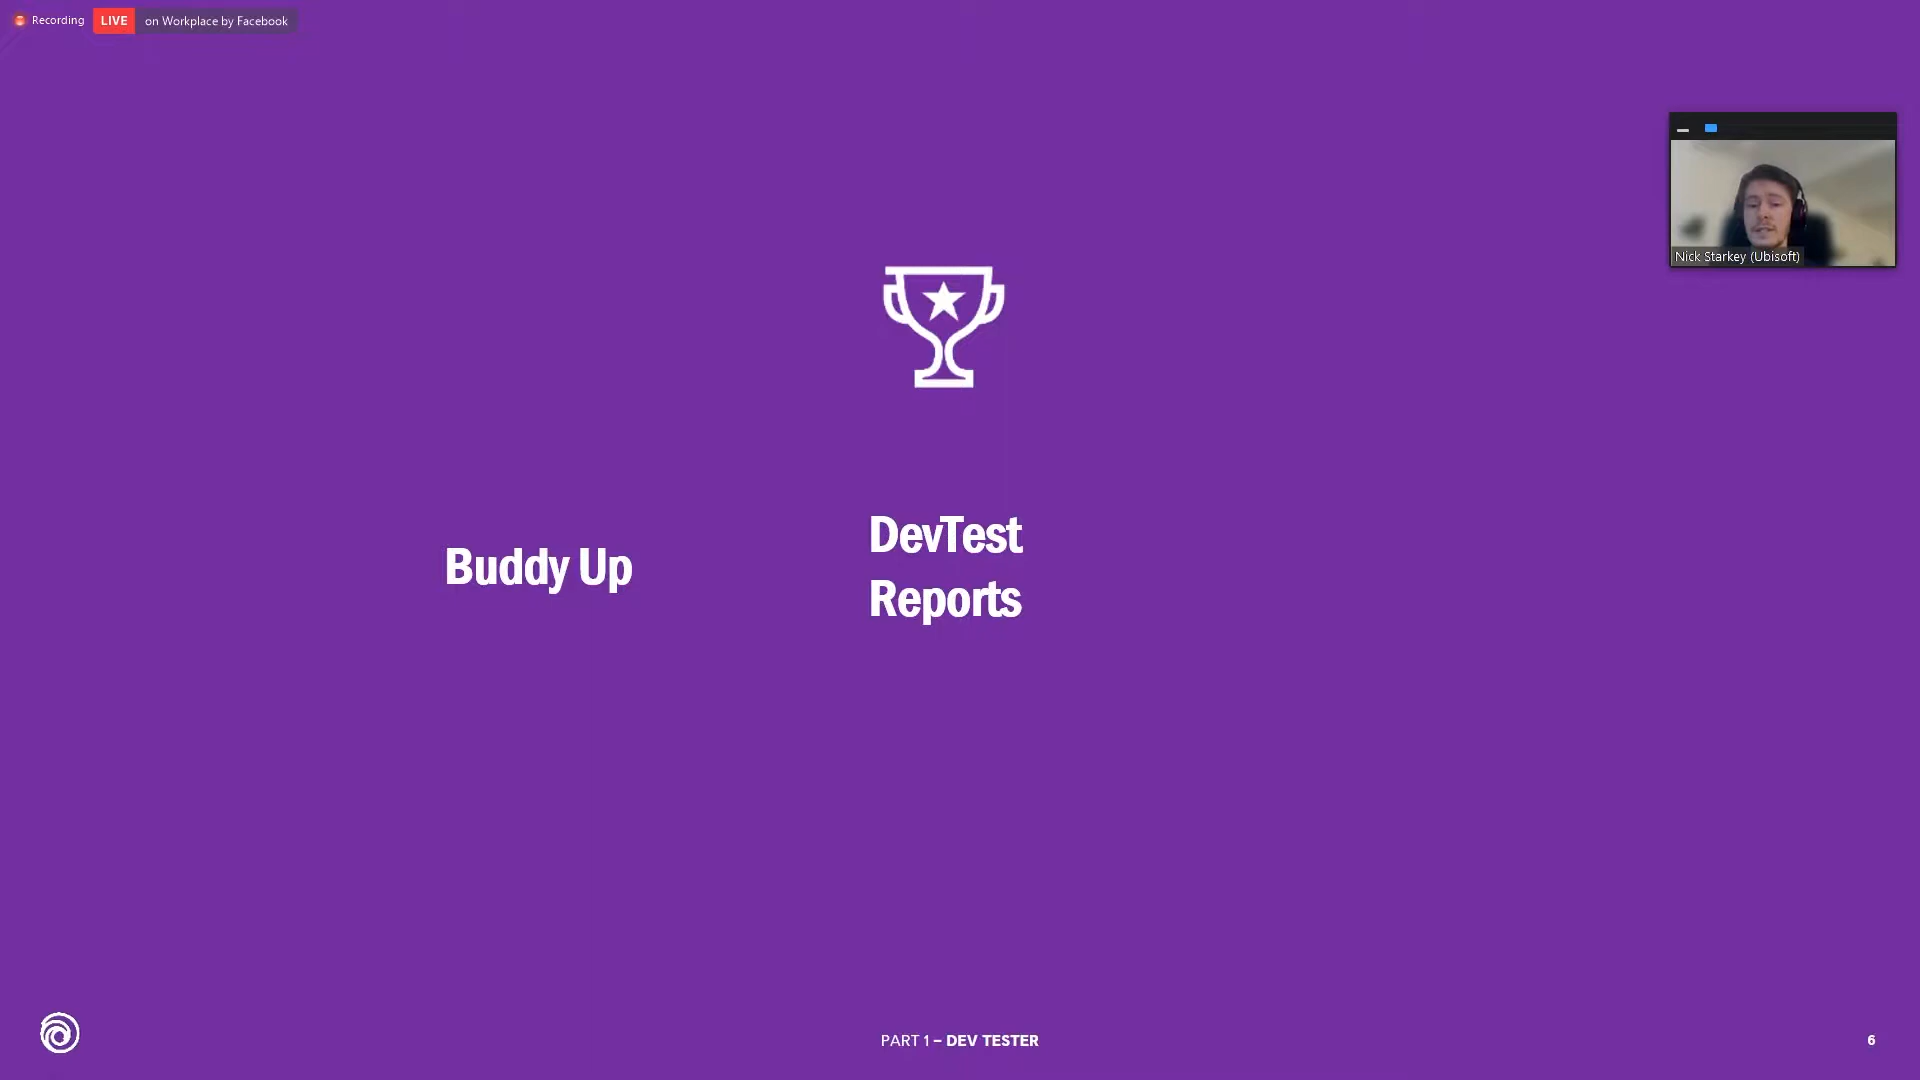 Recording
LIVE on Workplace by Facebook
Nick Starkey (Ubisoft)
Buddy Up
DevTest
Reports
PART 1 – DEV TESTER
6